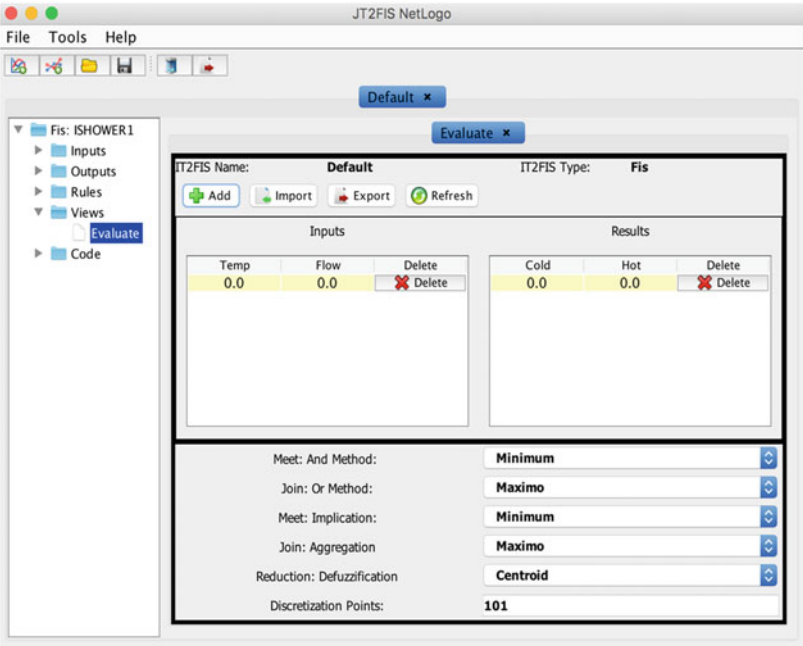 JT2FIS NetLogo
File Tools Help
Default ×
Fis: ISHOWER1
Inputs
Outputs
Rules
Views
Evaluate
Code
Evaluate ×
IT2FIS Name: Default IT2FIS Type: Fis
Add Import Export Refresh
Inputs Results
Temp Flow Delete Cold Hot Delete
0.0 0.0 Delete 0.0 0.0 Delete
Meet: And Method: Minimum
Join: Or Method: Maximo
Meet: Implication: Minimum
Join: Aggregation Maximo
Reduction: Defuzzification Centroid
Discretization Points: 101